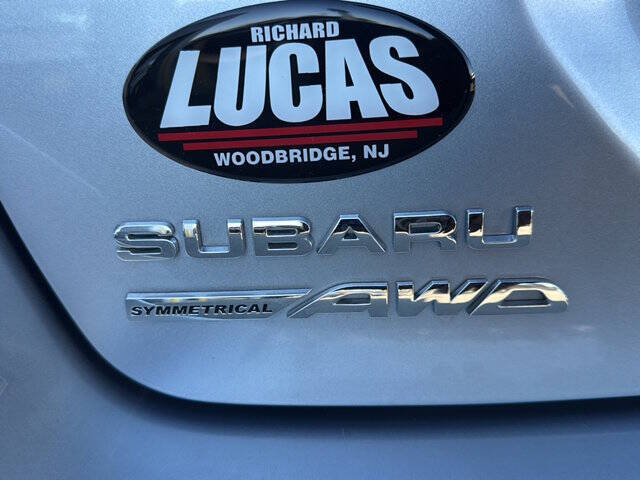 RICHARD
LUCAS
WOODBRIDGE, NJ
SUBARU
SYMMETRICAL AWD